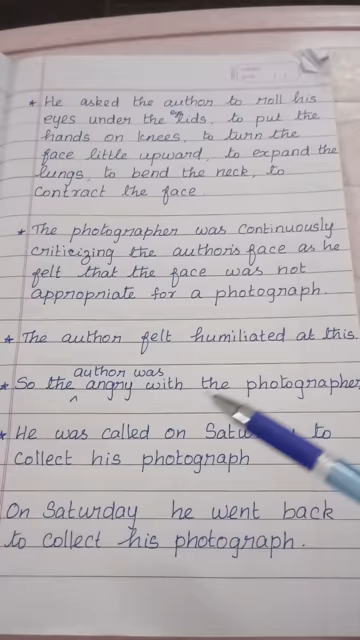 * He asked the author to roll his
eyes under the lids, to put the
hands on knees, to turn the
face little upward, to expand the
lungs, to bend the neck, to
contract the face.
* The photographer was continuously
criticizing the author's face as he
felt that the face was not
appropriate for a photograph.
* The author felt humiliated at this.
author was
* So the ^ angry with the photographer
* He was called on to
collect his photograph
On Saturday he went back
to collect his photograph.